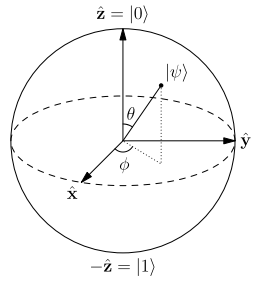 ẑ = |0⟩
|ψ⟩
θ
ŷ
ϕ
x̂
−ẑ = |1⟩